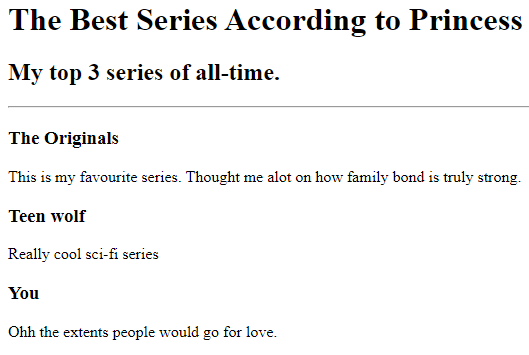 The Best Series According to Princess
My top 3 series of all-time.
The Originals
This is my favourite series. Thought me alot on how family bond is truly strong.
Teen wolf
Really cool sci-fi series
You
Ohh the extents people would go for love.